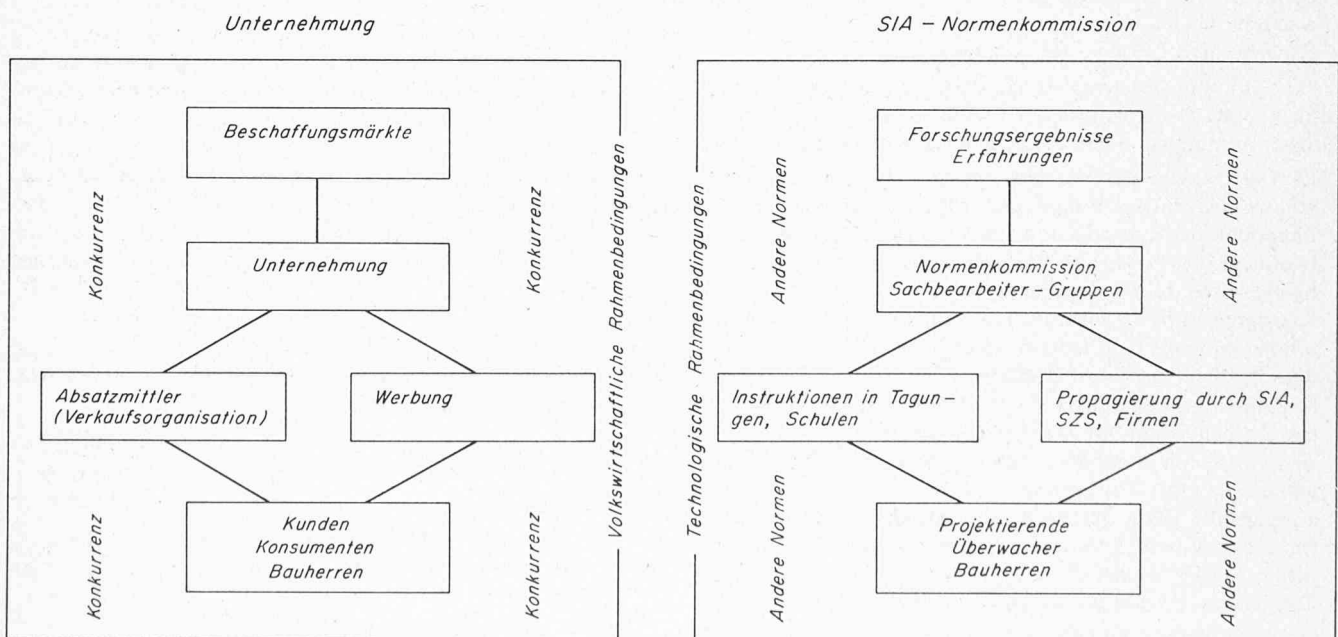 Unternehmung
Beschaffungsmärkte
Konkurrenz
Konkurrenz
Unternehmung
Absatzmittler
(Verkaufsorganisation)
Werbung
Kunden
Konsumenten
Bauherren
Konkurrenz
Konkurrenz
Volkswirtschaftliche Rahmenbedingungen
SIA – Normenkommission
Technologische Rahmenbedingungen
Forschungsergebnisse
Erfahrungen
Andere Normen
Andere Normen
Normenkommission
Sachbearbeiter – Gruppen
Instruktionen in Tagun –
gen, Schulen
Propagierung durch SIA,
SZS, Firmen
Projektierende
Überwacher
Bauherren
Andere Normen
Andere Normen